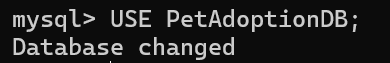 mysql> USE PetAdoptionDB;
Database changed